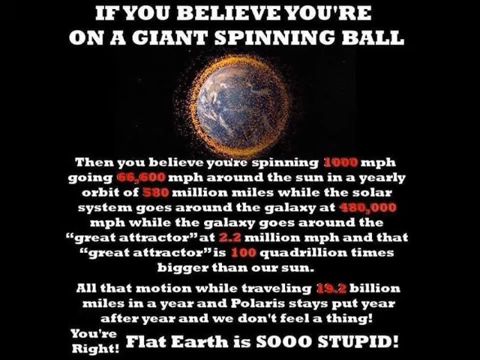 IF YOU BELIEVE YOU'RE
ON A GIANT SPINNING BALL
Then you believe you're spinning 1000 mph
going 66,600 mph around the sun in a yearly
orbit of 580 million miles while the solar
system goes around the galaxy at 480,000
mph while the galaxy goes around the
“great attractor” at 2.2 million mph and that
“great attractor” is 100 quadrillion times
bigger than our sun.
All that motion while traveling 19.2 billion
miles in a year and Polaris stays put year
after year and we don't feel a thing!
You're
Right! Flat Earth is SOOO STUPID!